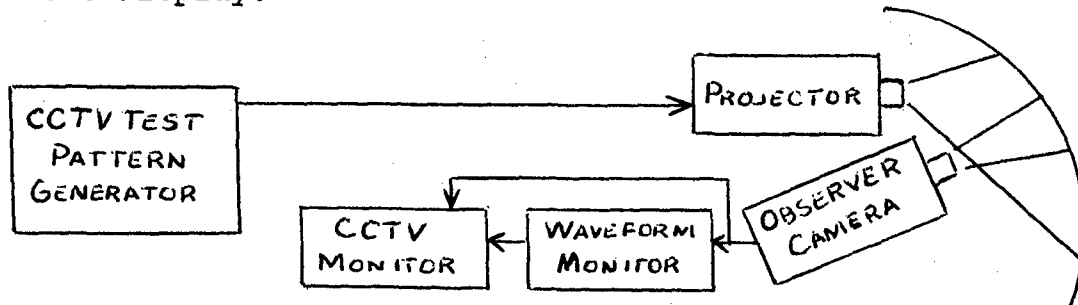 CCTV TEST
PATTERN
GENERATOR
PROJECTOR
OBSERVER
CAMERA
CCTV
MONITOR
WAVEFORM
MONITOR